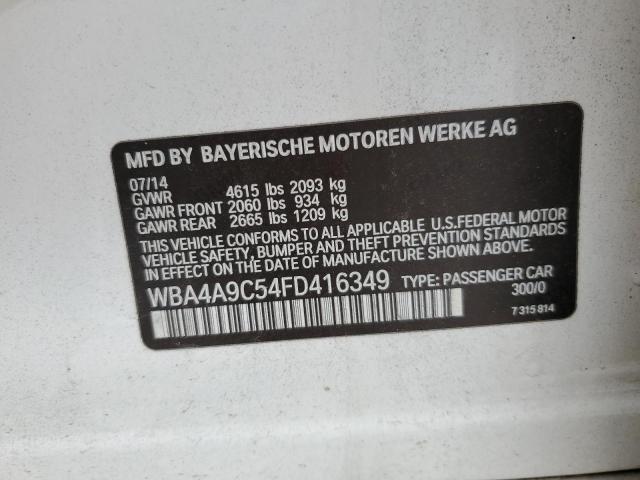 MFD BY BAYERISCHE MOTOREN WERKE AG
07/14
GVWR 4615 lbs 2093 kg
GAWR FRONT 2060 lbs 934 kg
GAWR REAR 2665 lbs 1209 kg
THIS VEHICLE CONFORMS TO ALL APPLICABLE U.S.FEDERAL MOTOR
VEHICLE SAFETY, BUMPER AND THEFT PREVENTION STANDARDS
IN EFFECT ON THE DATE OF MANUFACTURE SHOWN ABOVE.
WBA4A9C54FD416349 TYPE: PASSENGER CAR
300/0
7 315 814